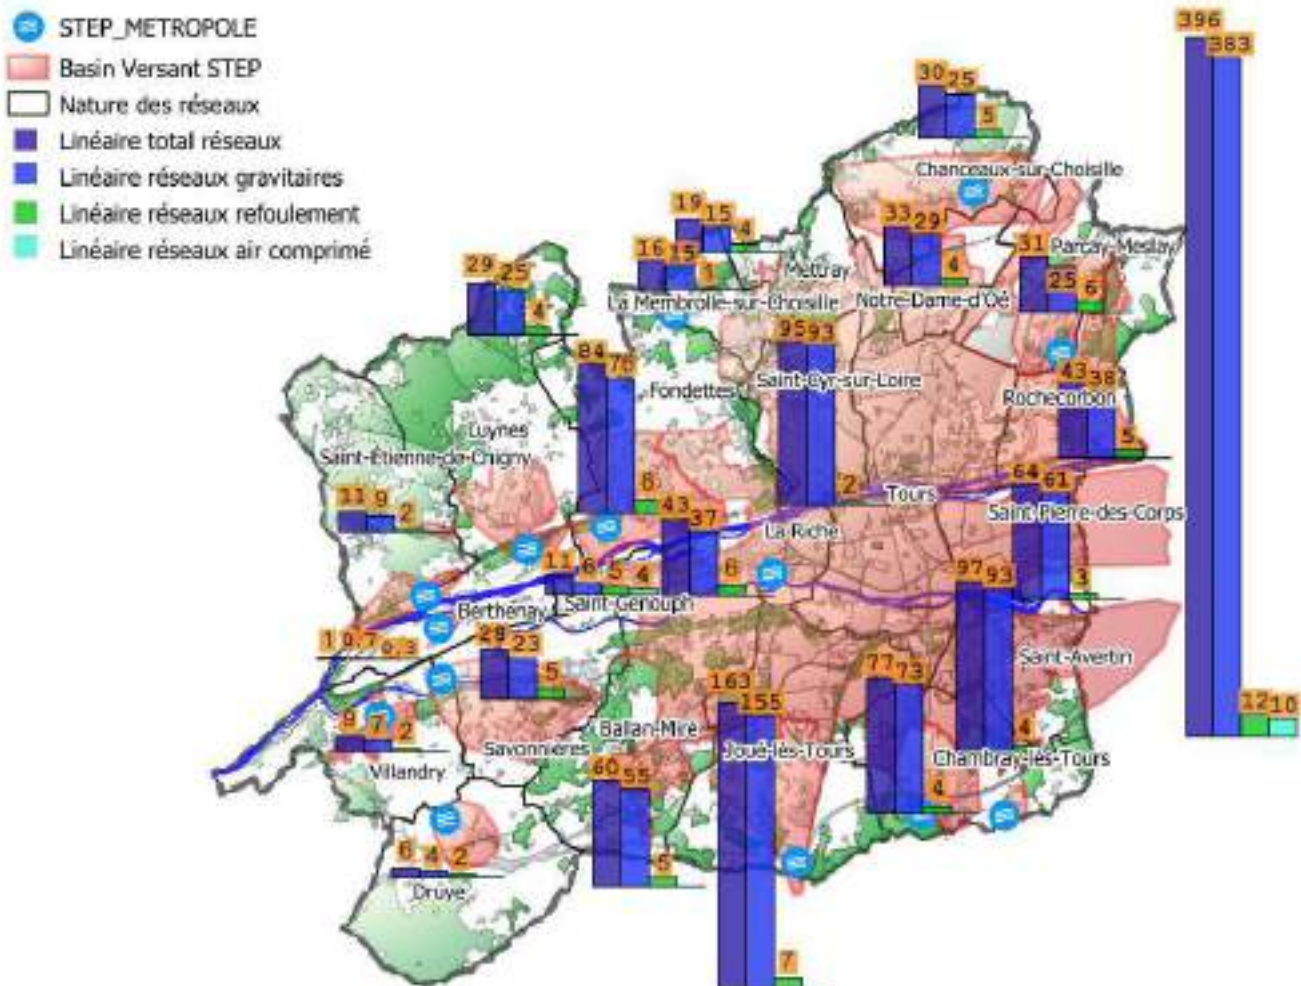 STEP_METROPOLE
Bassin Versant STEP
Nature des réseaux
Linéaire total réseaux
Linéaire réseaux gravitaires
Linéaire réseaux refoulement
Linéaire réseaux air comprimé
396
383
30 25
5
Chanceaux-sur-Choisille
19 15 4
33 29
4
Parcay-Meslay
31
25 6
16 15 1
Mettray
La Membrolle-sur-Choisille
Notre-Dame-d'Oé
29 25
4
95 93
84 76
Saint-Cyr-sur-Loire
Fondettes
43 38
Rochecorbon
5
Luynes
Saint-Etienne-de-Chigny
6
2
Tours
64 61
Saint-Pierre-des-Corps
11 9 2
43 37
La Riche
11 6 5 4
6
97 93
3
Berthenay
Saint-Genouph
1 0.7 0.3
23
5
Saint-Avertin
163
155
77 73
9 7 2
Savonnières
Ballan-Miré
Joué-lès-Tours
4
Chambray-lès-Tours
12 10
Villandry
60 55
4
6 4 2
5
Druye
7